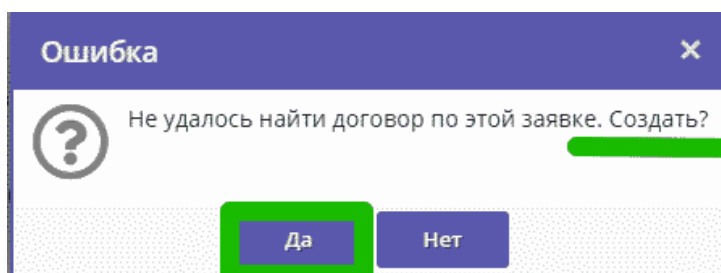 Ошибка ×
Не удалось найти договор по этой заявке. Создать?
Да Нет